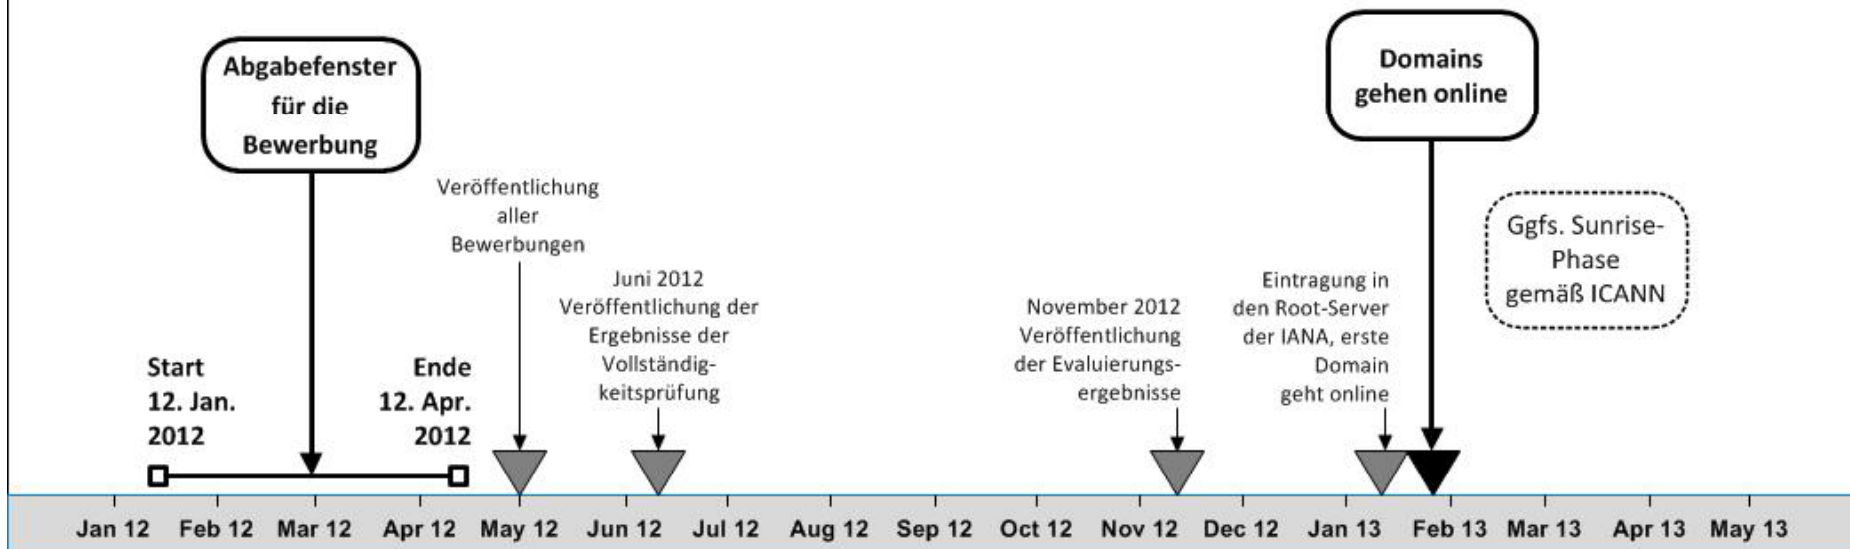 Abgabefenster
für die
Bewerbung
Domains
gehen online
Veröffentlichung
aller
Bewerbungen
Ggfs. Sunrise-
Phase
gemäß ICANN
Juni 2012
Veröffentlichung der
Ergebnisse der
Vollständig-
keitsprüfung
November 2012
Veröffentlichung
der Evaluierungs-
ergebnisse
Eintragung in
den Root-Server
der IANA, erste
Domain
geht online
Start
12. Jan.
2012
Ende
12. Apr.
2012
Jan 12 Feb 12 Mar 12 Apr 12 May 12 Jun 12 Jul 12 Aug 12 Sep 12 Oct 12 Nov 12 Dec 12 Jan 13 Feb 13 Mar 13 Apr 13 May 13